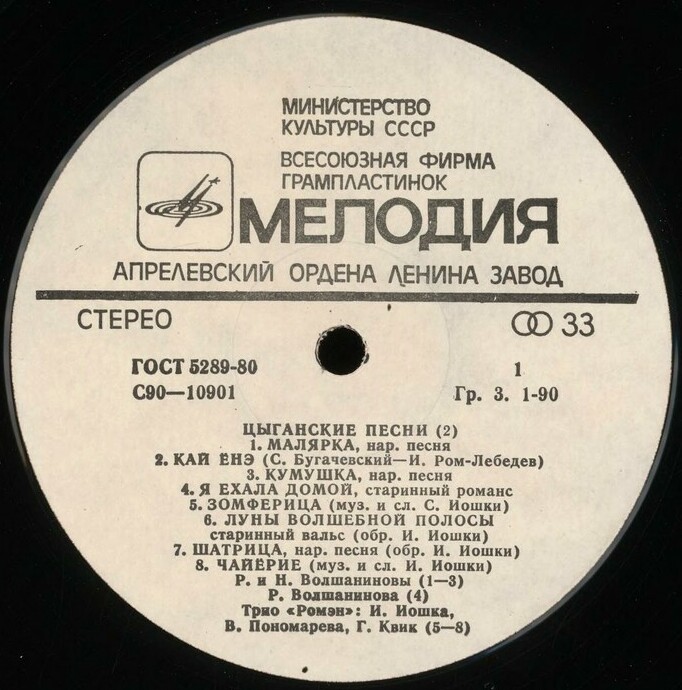 МИНИСТЕРСТВО
КУЛЬТУРЫ СССР
ВСЕСОЮЗНАЯ ФИРМА
ГРАМПЛАСТИНОК
МЕЛОДИЯ
АПРЕЛЕВСКИЙ ОРДЕНА ЛЕНИНА ЗАВОД
СТЕРЕО 33
ГОСТ 5289-80 1
С90—10901 Гр. 3. 1-90
ЦЫГАНСКИЕ ПЕСНИ (2)
1. МАЛЯРКА, нар. песня
2. КАЙ ЁНЭ (С. Бугачевский—И. Ром-Лебедев)
3. КУМУШКА, нар. песня
4. Я ЕХАЛА ДОМОЙ, старинный романс
5. ЗОМФЕРИЦА (муз. и сл. С. Иошки)
6. ЛУНЫ ВОЛШЕБНОЙ ПОЛОСЫ
старинный вальс (обр. И. Иошки)
7. ШАТРИЦА, нар. песня (обр. И. Иошки)
8. ЧАЙЁРИЕ (муз. и сл. И. Иошки)
Р. и Н. Волшаниновы (1—3)
Р. Волшанинова (4)
Трио «Ромэн»: И. Иошка,
В. Пономарева, Г. Квик (5—8)